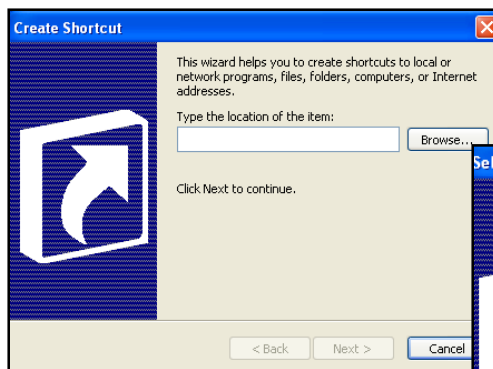 Create Shortcut
This wizard helps you to create shortcuts to local or
network programs, files, folders, computers, or Internet
addresses.
Type the location of the item:
Browse...
Click Next to continue.
< Back
Next >
Cancel